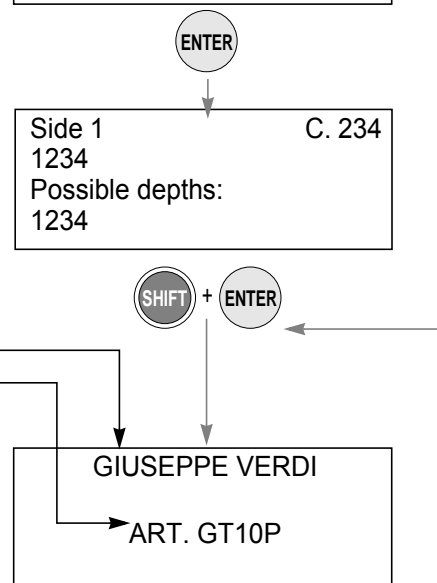 ENTER
Side 1 C. 234
1234
Possible depths:
1234
SHIFT + ENTER
GIUSEPPE VERDI
ART. GT10P